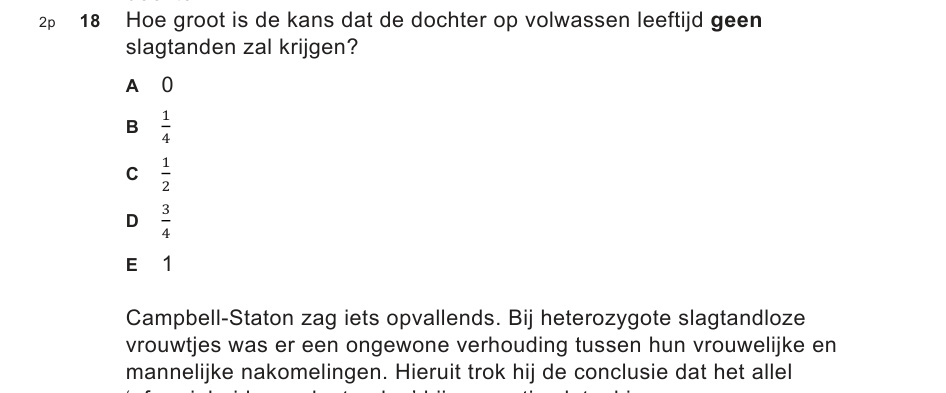 2p 18 Hoe groot is de kans dat de dochter op volwassen leeftijd geen
slagtanden zal krijgen?
A 0
B 1/4
C 1/2
D 3/4
E 1
Campbell-Staton zag iets opvallends. Bij heterozygote slagtandloze
vrouwtjes was er een ongewone verhouding tussen hun vrouwelijke en
mannelijke nakomelingen. Hieruit trok hij de conclusie dat het allel